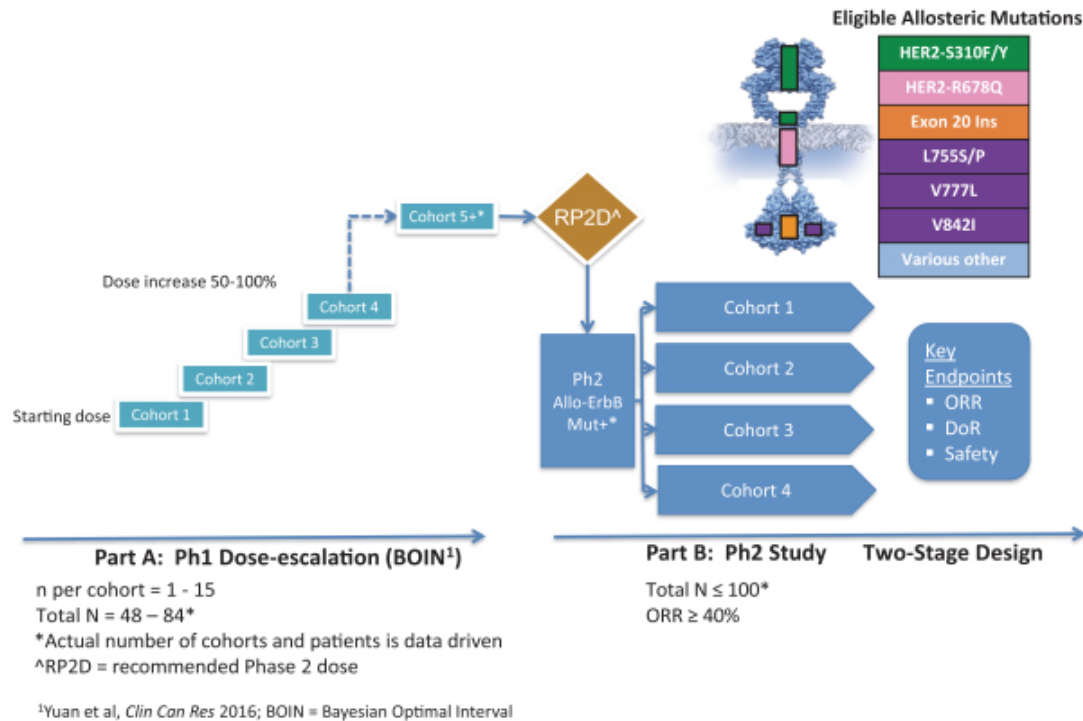 Eligible Allosteric Mutations
HER2-S310F/Y
HER2-R678Q
Exon 20 Ins
L755S/P
V777L
V842I
Various other
Cohort 5+*
RP2D^
Dose increase 50-100%
Cohort 4
Cohort 3
Cohort 2
Starting dose
Cohort 1
Ph2
Allo-ErbB
Mut+*
Cohort 1
Cohort 2
Cohort 3
Cohort 4
Key
Endpoints
▪ ORR
▪ DoR
▪ Safety
Part A: Ph1 Dose-escalation (BOIN¹)
n per cohort = 1 - 15
Total N = 48 – 84*
*Actual number of cohorts and patients is data driven
^RP2D = recommended Phase 2 dose
Part B: Ph2 Study Two-Stage Design
Total N ≤ 100*
ORR ≥ 40%
¹Yuan et al, Clin Can Res 2016; BOIN = Bayesian Optimal Interval